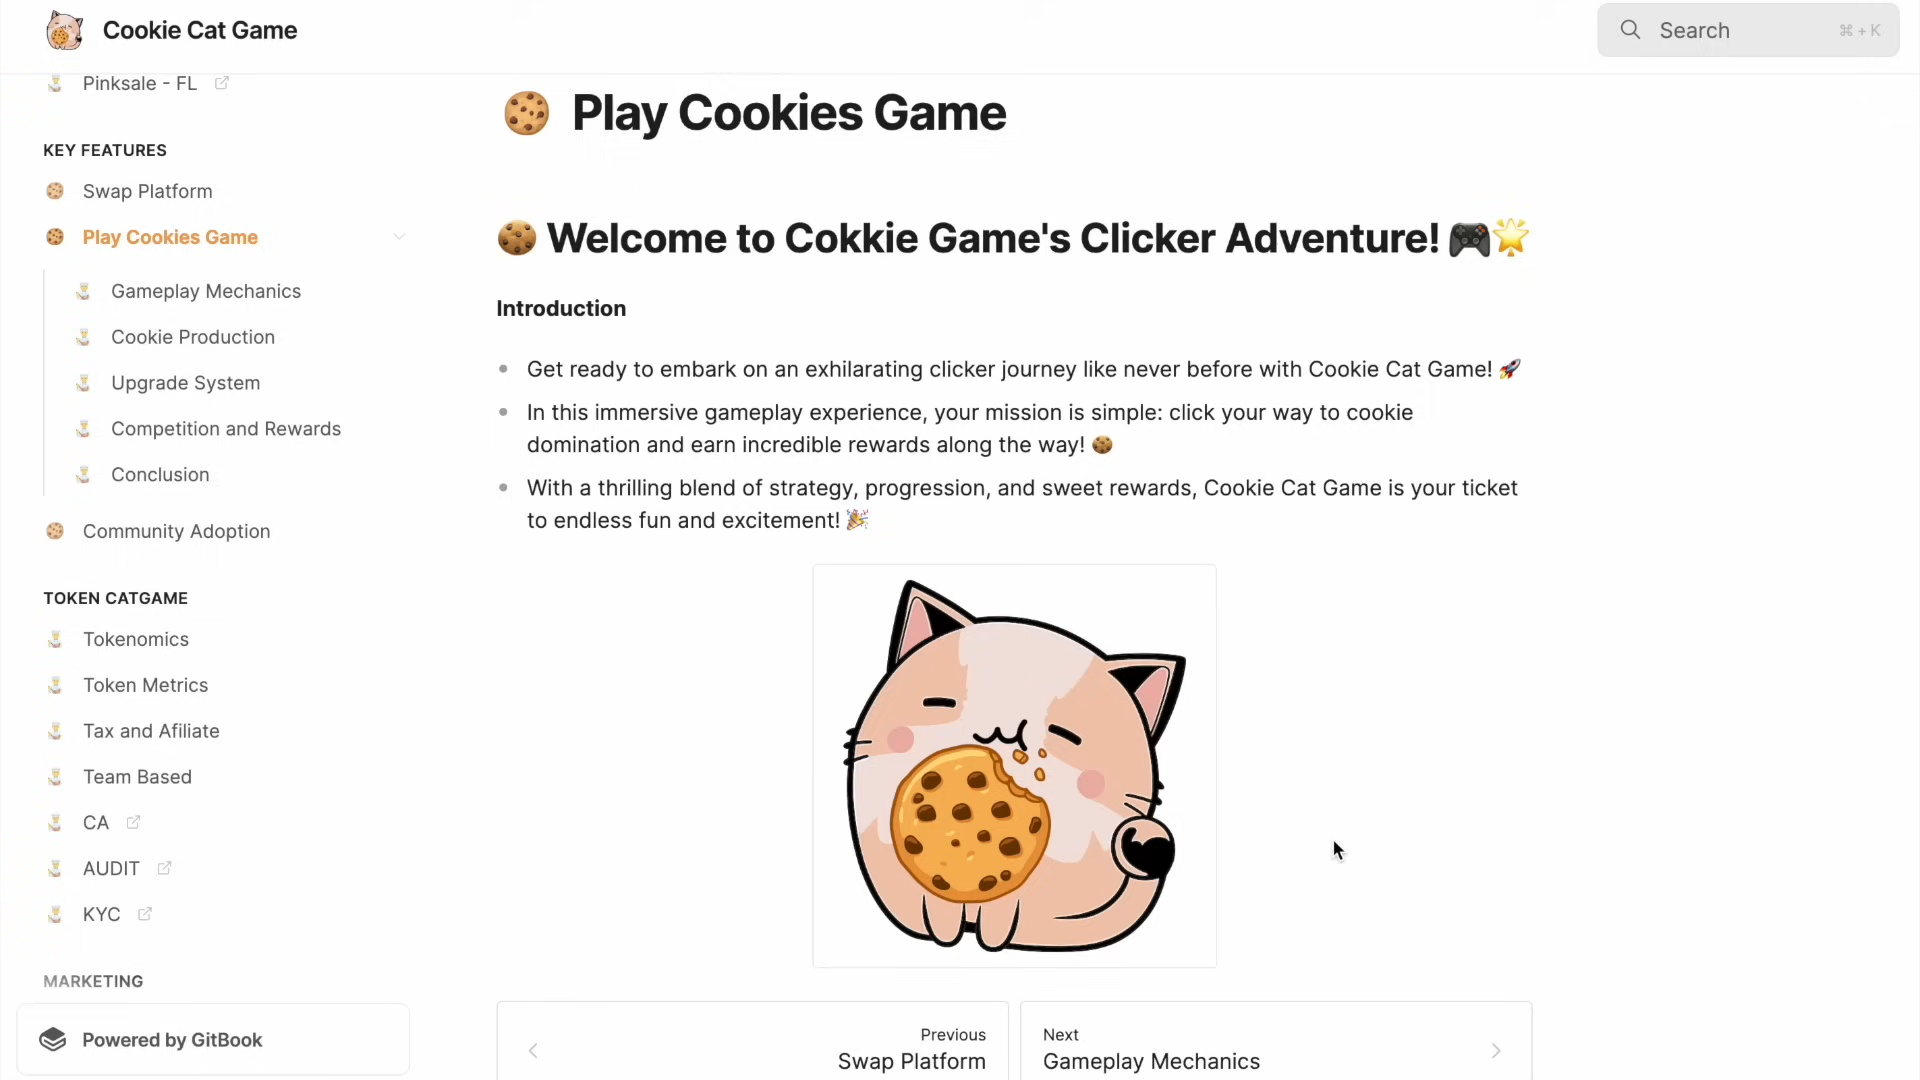 Cookie Cat Game
Search
⌘ + K
Pinksale - FL
KEY FEATURES
Swap Platform
Play Cookies Game
Gameplay Mechanics
Cookie Production
Upgrade System
Competition and Rewards
Conclusion
Community Adoption
TOKEN CATGAME
Tokenomics
Token Metrics
Tax and Afiliate
Team Based
CA
AUDIT
KYC
MARKETING
Powered by GitBook
Play Cookies Game
Welcome to Cokkie Game's Clicker Adventure!
Introduction
Get ready to embark on an exhilarating clicker journey like never before with Cookie Cat Game!
In this immersive gameplay experience, your mission is simple: click your way to cookie
domination and earn incredible rewards along the way!
With a thrilling blend of strategy, progression, and sweet rewards, Cookie Cat Game is your ticket
to endless fun and excitement!
Previous
Swap Platform
Next
Gameplay Mechanics